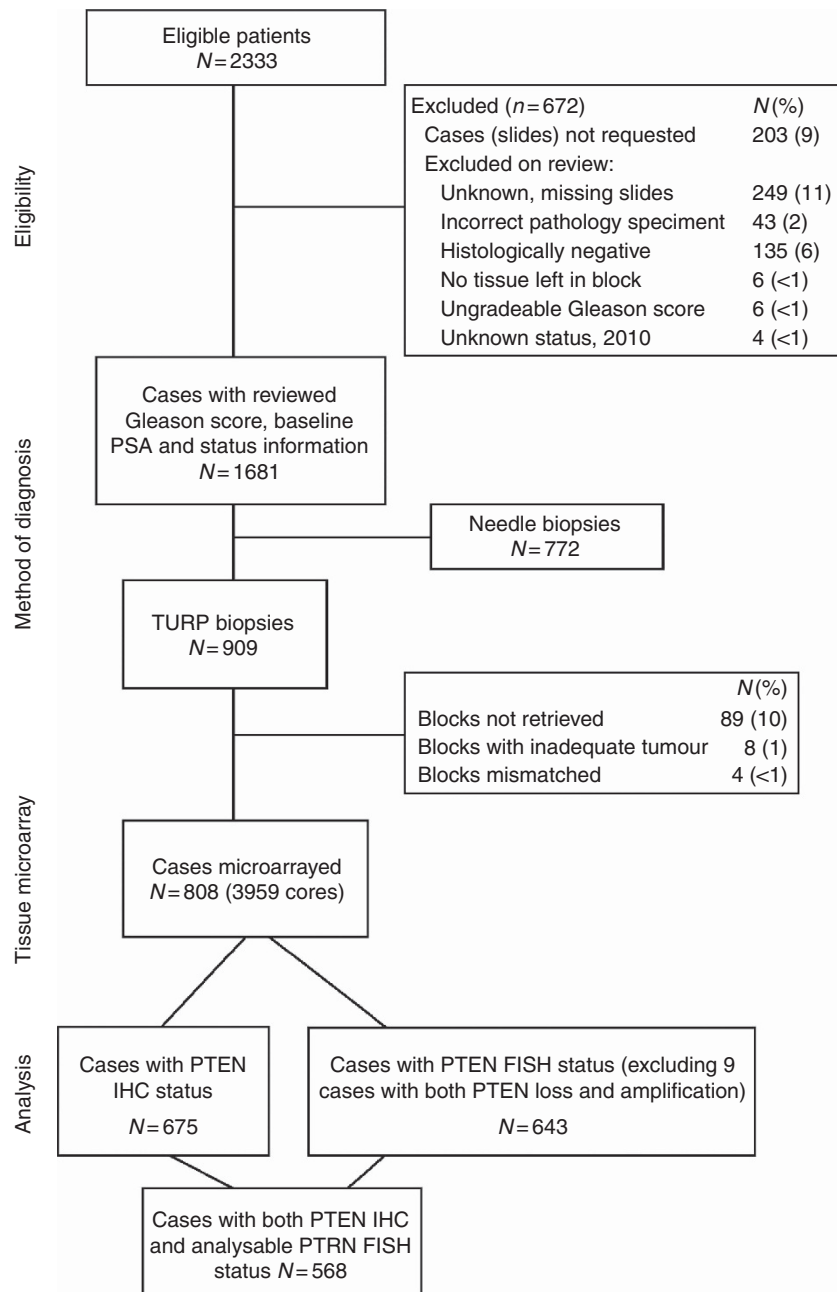 Eligible patients
N=2333
Excluded (n=672) N(%)
Cases (slides) not requested 203 (9)
Excluded on review:
Unknown, missing slides 249 (11)
Incorrect pathology speciment 43 (2)
Histologically negative 135 (6)
No tissue left in block 6 (<1)
Ungradeable Gleason score 6 (<1)
Unknown status, 2010 4 (<1)
Eligibility
Cases with reviewed
Gleason score, baseline
PSA and status information
N=1681
Method of diagnosis
Needle biopsies
N=772
TURP biopsies
N=909
N(%)
Blocks not retrieved 89 (10)
Blocks with inadequate tumour 8 (1)
Blocks mismatched 4 (<1)
Tissue microarray
Cases microarrayed
N=808 (3959 cores)
Analysis
Cases with PTEN
IHC status
N=675
Cases with PTEN FISH status (excluding 9
cases with both PTEN loss and amplification)
N=643
Cases with both PTEN IHC
and analysable PTRN FISH
status N=568